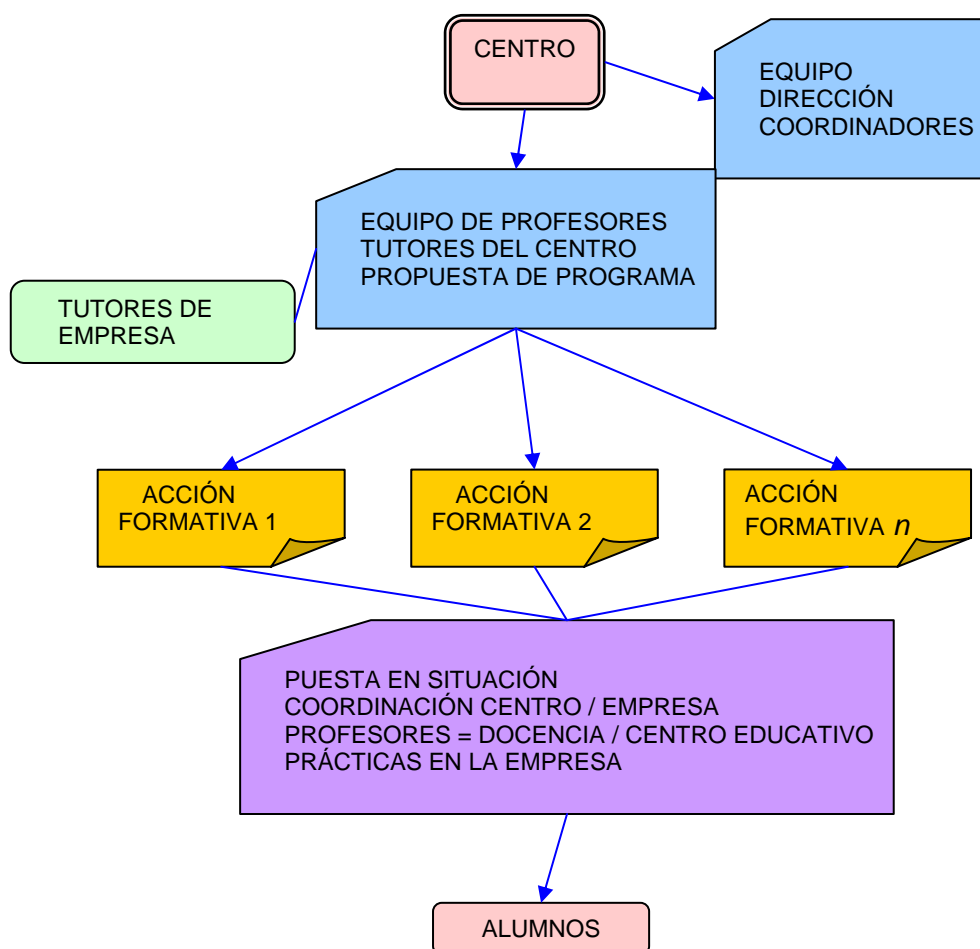 CENTRO
EQUIPO
DIRECCIÓN
COORDINADORES
EQUIPO DE PROFESORES
TUTORES DEL CENTRO
PROPUESTA DE PROGRAMA
TUTORES DE
EMPRESA
ACCIÓN
FORMATIVA 1
ACCIÓN
FORMATIVA 2
ACCIÓN
FORMATIVA n
PUESTA EN SITUACIÓN
COORDINACIÓN CENTRO / EMPRESA
PROFESORES = DOCENCIA / CENTRO EDUCATIVO
PRÁCTICAS EN LA EMPRESA
ALUMNOS